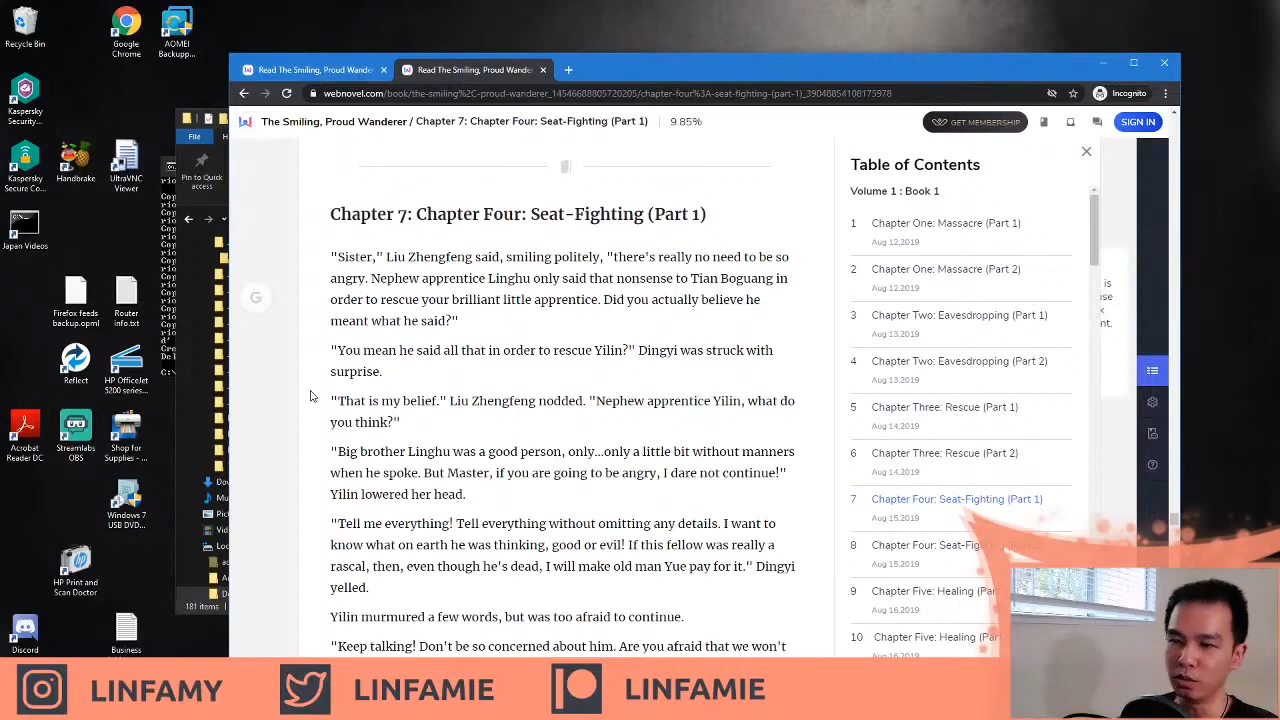 Recycle Bin
Google Chrome
AOMEI Backupp...
Kaspersky Security...
Kaspersky Secure Co...
Handbrake
UltraVNC Viewer
Japan Videos
Firefox feeds backup.opml
Router info.txt
Reflect
HP OfficeJet 5200 series...
Acrobat Reader DC
Streamlabs OBS
Shop for Supplies - ...
Windows 7 USB DVD...
HP Print and Scan Doctor
Discord
Business
File
Pin to Quick access
Dow
Mus
Pict
Vid
Loc
181 items
Read The Smiling, Proud Wande
Read The Smiling, Proud Wande
webnovel.com/book/the-smiling%2C-proud-wanderer_14546688805720205/chapter-four%3A-seat-fighting-(part-1)_39048854108175978
Incognito
The Smiling, Proud Wanderer / Chapter 7: Chapter Four: Seat-Fighting (Part 1)
9.85%
GET MEMBERSHIP
SIGN IN
Chapter 7: Chapter Four: Seat-Fighting (Part 1)
"Sister," Liu Zhengfeng said, smiling politely, "there's really no need to be so
angry. Nephew apprentice Linghu only said that nonsense to Tian Boguang in
order to rescue your brilliant little apprentice. Did you actually believe he
meant what he said?"
"You mean he said all that in order to rescue Yilin?" Dingyi was struck with
surprise.
"That is my belief." Liu Zhengfeng nodded. "Nephew apprentice Yilin, what do
you think?"
"Big brother Linghu was a good person, only...only a little bit without manners
when he spoke. But Master, if you are going to be angry, I dare not continue!"
Yilin lowered her head.
"Tell me everything! Tell everything without omitting any details. I want to
know what on earth he was thinking, good or evil! If this fellow was really a
rascal, then, even though he's dead, I will make old man Yue pay for it." Dingyi
yelled.
Yilin murmured a few words, but was too afraid to continue.
"Keep talking! Don't be so concerned about him. Are you afraid that we won't
Table of Contents
Volume 1 : Book 1
1 Chapter One: Massacre (Part 1)
Aug 12,2019
2 Chapter One: Massacre (Part 2)
Aug 12,2019
3 Chapter Two: Eavesdropping (Part 1)
Aug 13,2019
4 Chapter Two: Eavesdropping (Part 2)
Aug 13,2019
5 Chapter Three: Rescue (Part 1)
Aug 14,2019
6 Chapter Three: Rescue (Part 2)
Aug 14,2019
7 Chapter Four: Seat-Fighting (Part 1)
Aug 15,2019
8 Chapter Four: Seat-Fighting
Aug 15,2019
9 Chapter Five: Healing (Part
Aug 16,2019
10 Chapter Five: Healing (Part
Aug 16,2019
LINFAMY
LINFAMIE
LINFAMIE